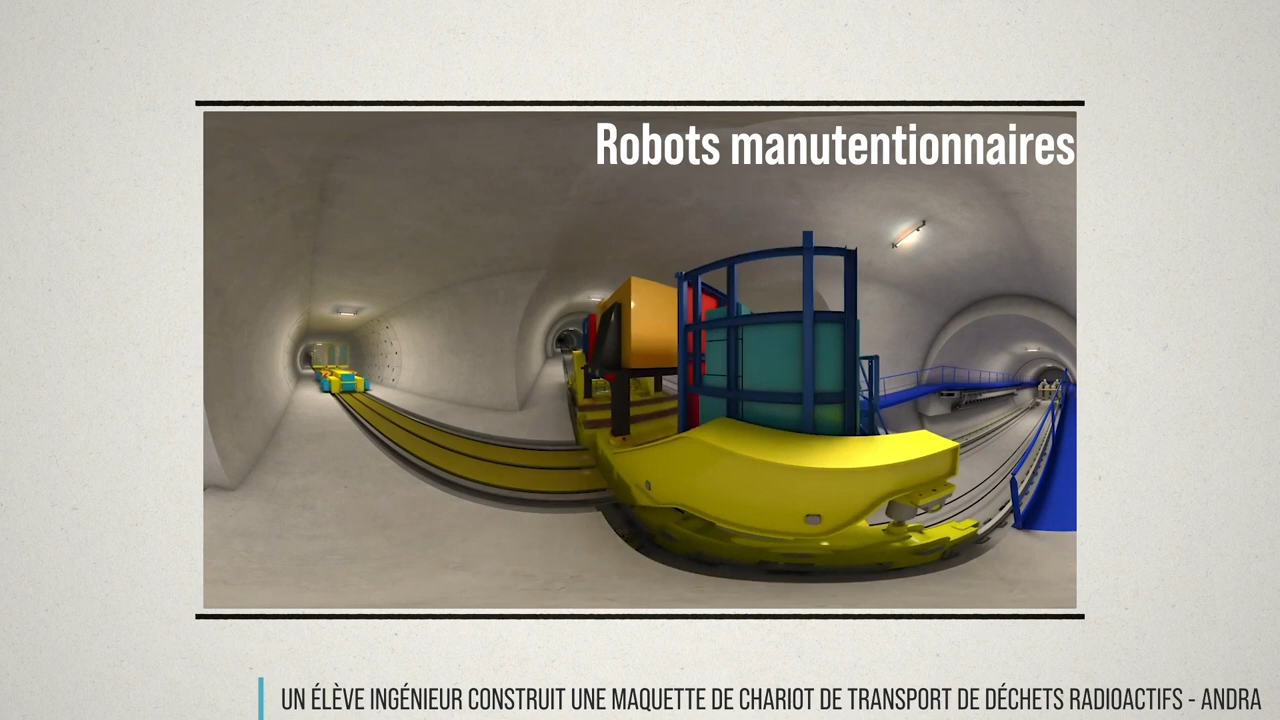 Robots manutentionnaires
UN ÉLÈVE INGÉNIEUR CONSTRUIT UNE MAQUETTE DE CHARIOT DE TRANSPORT DE DÉCHETS RADIOACTIFS - ANDRA